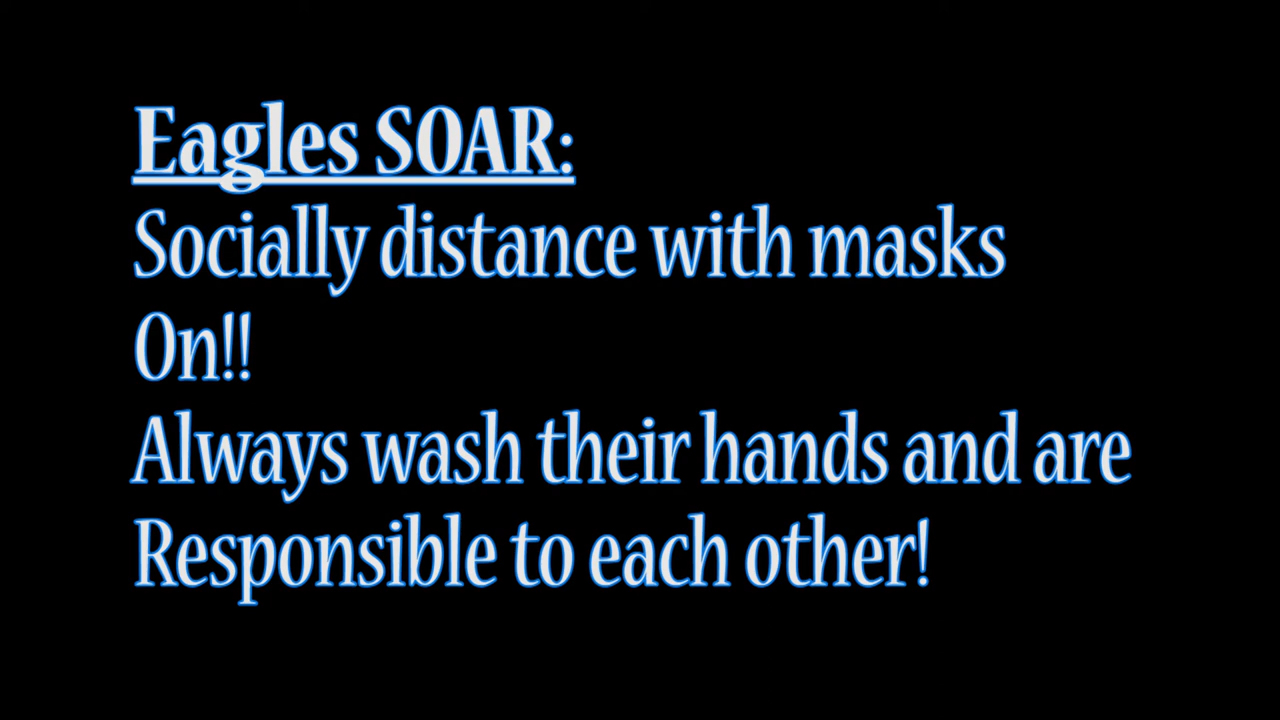 Eagles SOAR:
Socially distance with masks
On!!
Always wash their hands and are
Responsible to each other!